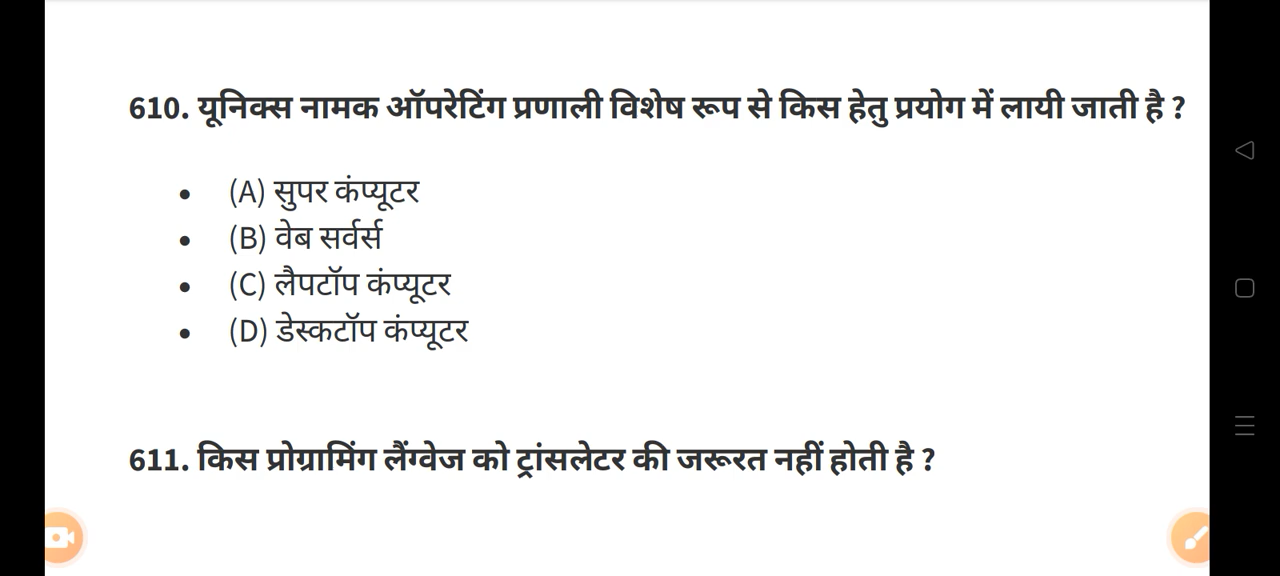 610. यूनिक्स नामक ऑपरेटिंग प्रणाली विशेष रूप से किस हेतु प्रयोग में लायी जाती है ?
• (A) सुपर कंप्यूटर
• (B) वेब सर्वर्स
• (C) लैपटॉप कंप्यूटर
• (D) डेस्कटॉप कंप्यूटर
611. किस प्रोग्रामिंग लैंग्वेज को ट्रांसलेटर की जरूरत नहीं होती है ?